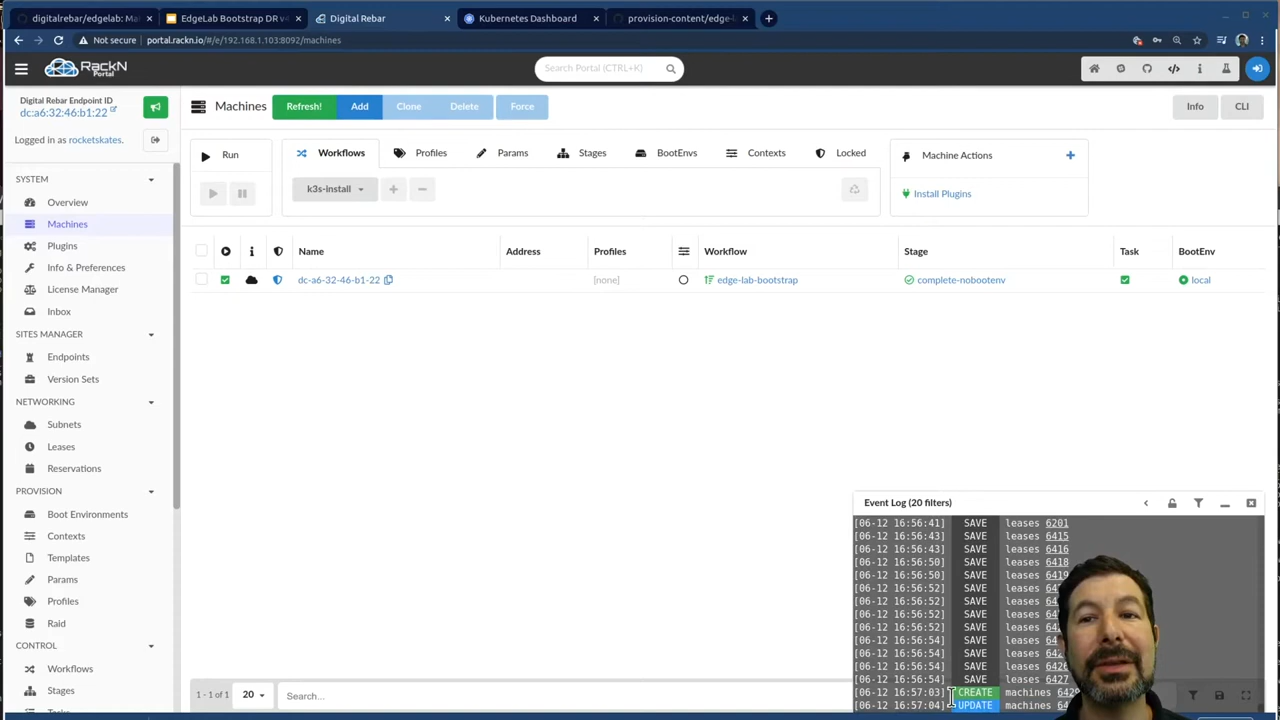 digitalrebar/edgelab: Ma
EdgeLab Bootstrap DR v4
Digital Rebar
Kubernetes Dashboard
provision-content/edge-l
Not secure
portal.rackn.io/#/e/192.168.1.103:8092/machines
RackN
Portal
Search Portal (CTRL+K)
Digital Rebar Endpoint ID
dc:a6:32:46:b1:22
Logged in as rocketskates.
Machines
Refresh!
Add
Clone
Delete
Force
Info
CLI
Run
Workflows
Profiles
Params
Stages
BootEnvs
Contexts
Locked
k3s-install
Machine Actions
Install Plugins
SYSTEM
Overview
Machines
Plugins
Info & Preferences
License Manager
Inbox
SITES MANAGER
Endpoints
Version Sets
NETWORKING
Subnets
Leases
Reservations
PROVISION
Boot Environments
Contexts
Templates
Params
Profiles
Raid
CONTROL
Workflows
Stages
Name Address Profiles Workflow Stage Task BootEnv
dc-a6-32-46-b1-22 [none] edge-lab-bootstrap complete-nobootenv local
Event Log (20 filters)
[06-12 16:56:41] SAVE leases 6201
[06-12 16:56:43] SAVE leases 6415
[06-12 16:56:43] SAVE leases 6416
[06-12 16:56:50] SAVE leases 6418
[06-12 16:56:50] SAVE leases 6419
[06-12 16:56:52] SAVE leases
[06-12 16:56:52] SAVE leases
[06-12 16:56:52] SAVE leases
[06-12 16:56:52] SAVE leases
[06-12 16:56:54] SAVE leases
[06-12 16:56:54] SAVE leases
[06-12 16:56:54] SAVE leases 6426
[06-12 16:56:54] SAVE leases 6427
[06-12 16:57:03] CREATE machines 6429
[06-12 16:57:04] UPDATE machines
1 - 1 of 1
20
Search...